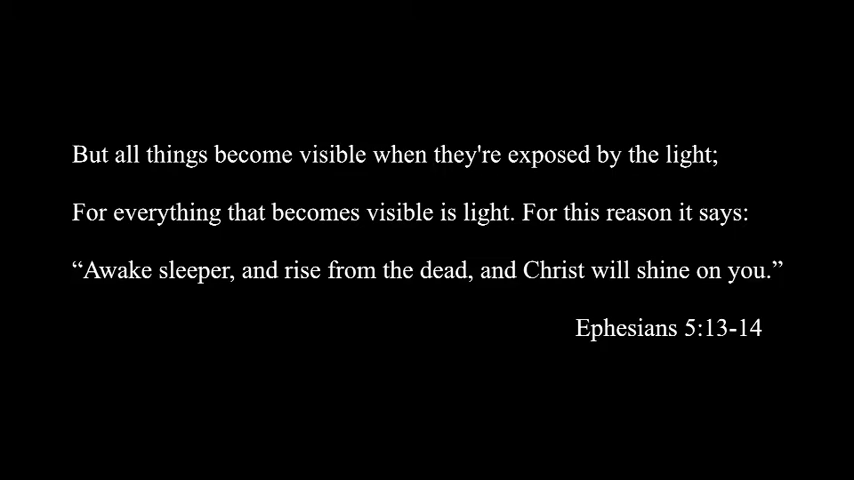 But all things become visible when they're exposed by the light;
For everything that becomes visible is light. For this reason it says:
“Awake sleeper, and rise from the dead, and Christ will shine on you.”
Ephesians 5:13-14